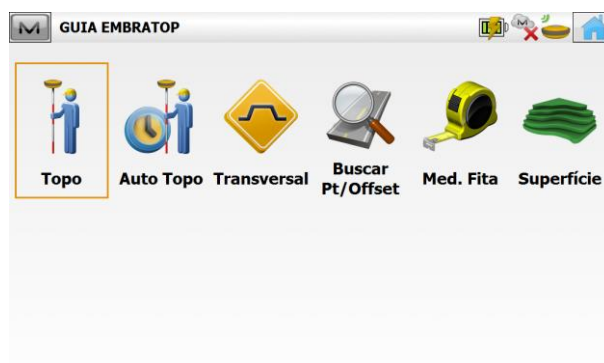 GUIA EMBRATOP
Topo
Auto Topo
Transversal
Buscar
Pt/Offset
Med. Fita
Superfície